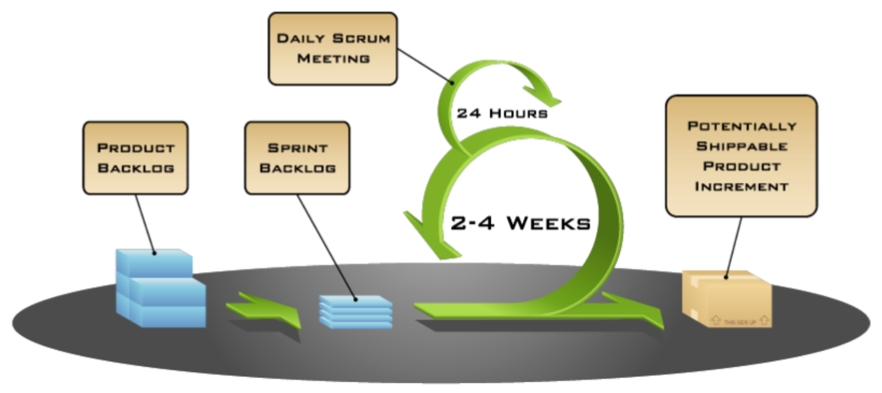 DAILY SCRUM
MEETING
24 HOURS
PRODUCT
BACKLOG
SPRINT
BACKLOG
POTENTIALLY
SHIPPABLE
PRODUCT
INCREMENT
2-4 WEEKS
THIS SIDE UP